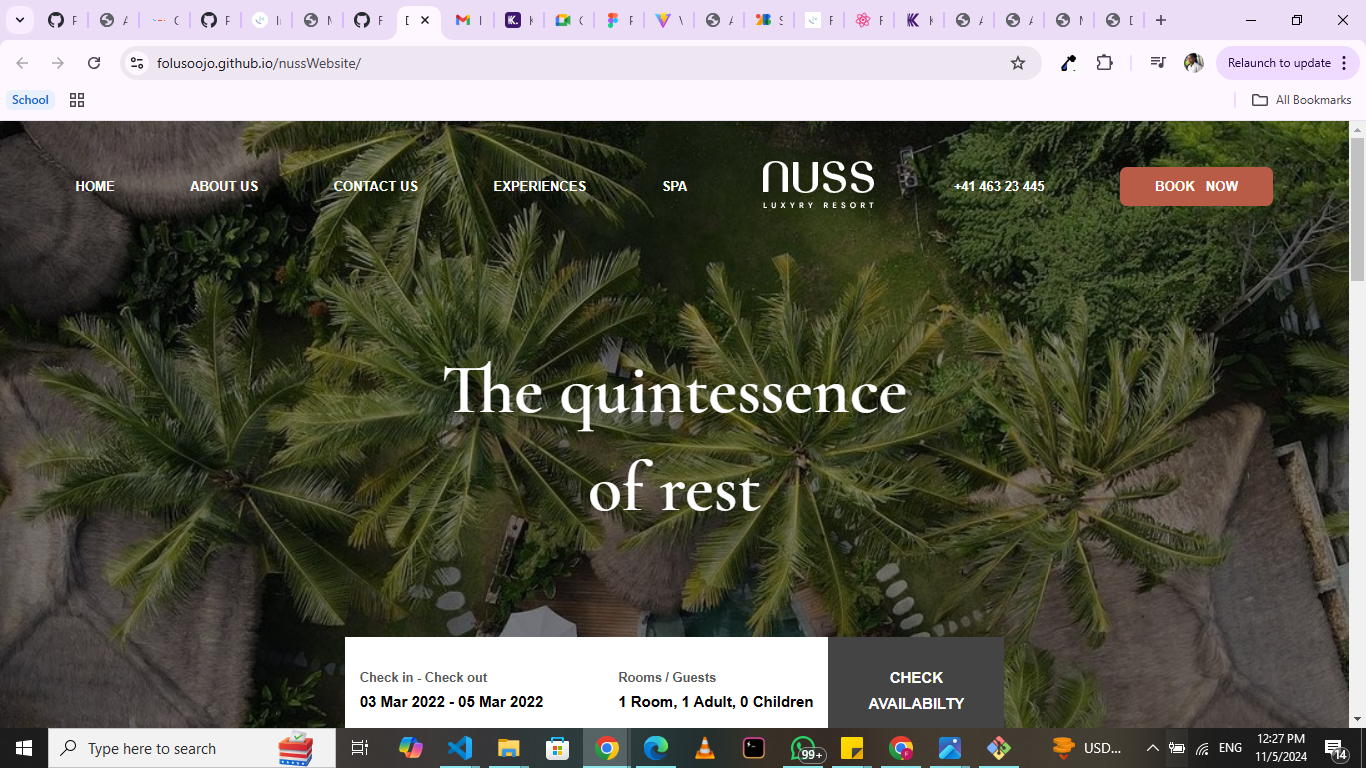 folusoojo.github.io/nussWebsite/
Relaunch to update
School
All Bookmarks
HOME
ABOUT US
CONTACT US
EXPERIENCES
SPA
nuss
LUXYRY RESORT
+41 463 23 445
BOOK NOW
The quintessence
of rest
Check in - Check out
03 Mar 2022 - 05 Mar 2022
Rooms / Guests
1 Room, 1 Adult, 0 Children
CHECK
AVAILABILTY
Type here to search
99+
USD...
ENG
12:27 PM
11/5/2024
14